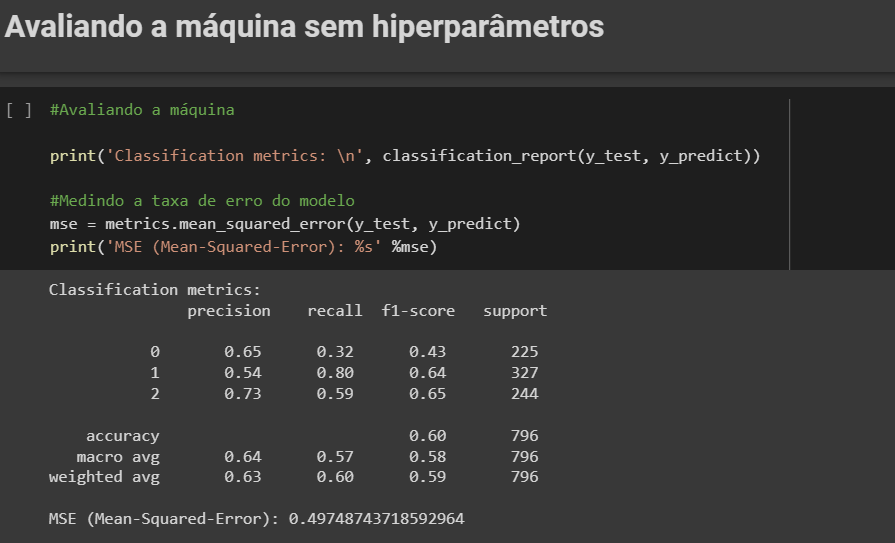 Avaliando a máquina sem hiperparâmetros
[ ] #Avaliando a máquina
print('Classification metrics: \n', classification_report(y_test, y_predict))
#Medindo a taxa de erro do modelo
mse = metrics.mean_squared_error(y_test, y_predict)
print('MSE (Mean-Squared-Error): %s' %mse)
Classification metrics:
precision recall f1-score support
0 0.65 0.32 0.43 225
1 0.54 0.80 0.64 327
2 0.73 0.59 0.65 244
accuracy 0.60 796
macro avg 0.64 0.57 0.58 796
weighted avg 0.63 0.60 0.59 796
MSE (Mean-Squared-Error): 0.49748743718592964